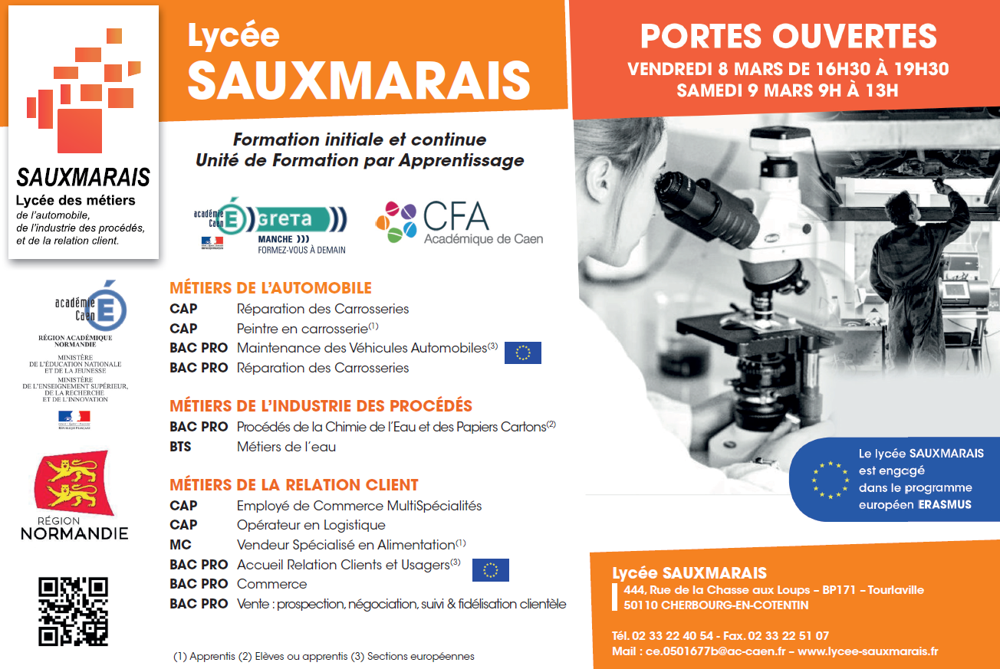 Lycée
SAUXMARAIS
PORTES OUVERTES
VENDREDI 8 MARS DE 16H30 À 19H30
SAMEDI 9 MARS 9H À 13H
SAUXMARAIS
Lycée des métiers
de l'automobile,
de l'industrie des procédés,
et de la relation client.
Formation initiale et continue
Unité de Formation par Apprentissage
académie
Caen
É
GRETA
MANCHE )))
FORMEZ-VOUS À DEMAIN
CFA
Académique de Caen
académie
Caen
É
RÉGION ACADÉMIQUE
NORMANDIE
MINISTÈRE
DE L'ÉDUCATION NATIONALE
ET DE LA JEUNESSE
MINISTÈRE
DE L'ENSEIGNEMENT SUPÉRIEUR,
DE LA RECHERCHE
ET DE L'INNOVATION
RÉGION
NORMANDIE
MÉTIERS DE L'AUTOMOBILE
CAP Réparation des Carrosseries
CAP Peintre en carrosserie(1)
BAC PRO Maintenance des Véhicules Automobiles(3)
BAC PRO Réparation des Carrosseries
MÉTIERS DE L'INDUSTRIE DES PROCÉDÉS
BAC PRO Procédés de la Chimie de l'Eau et des Papiers Cartons(2)
BTS Métiers de l'eau
MÉTIERS DE LA RELATION CLIENT
CAP Employé de Commerce MultiSpécialités
CAP Opérateur en Logistique
MC Vendeur Spécialisé en Alimentation(1)
BAC PRO Accueil Relation Clients et Usagers(3)
BAC PRO Commerce
BAC PRO Vente : prospection, négociation, suivi & fidélisation clientèle
(1) Apprentis (2) Elèves ou apprentis (3) Sections européennes
Le lycée SAUXMARAIS
est engcgé
dans le programme
européen ERASMUS
Lycée SAUXMARAIS
444, Rue de la Chasse aux Loups – BP171 – Tourlaville
50110 CHERBOURG-EN-COTENTIN
Tél. 02 33 22 40 54 - Fax. 02 33 22 51 07
Mail : ce.0501677b@ac-caen.fr – www.lycee-sauxmarais.fr